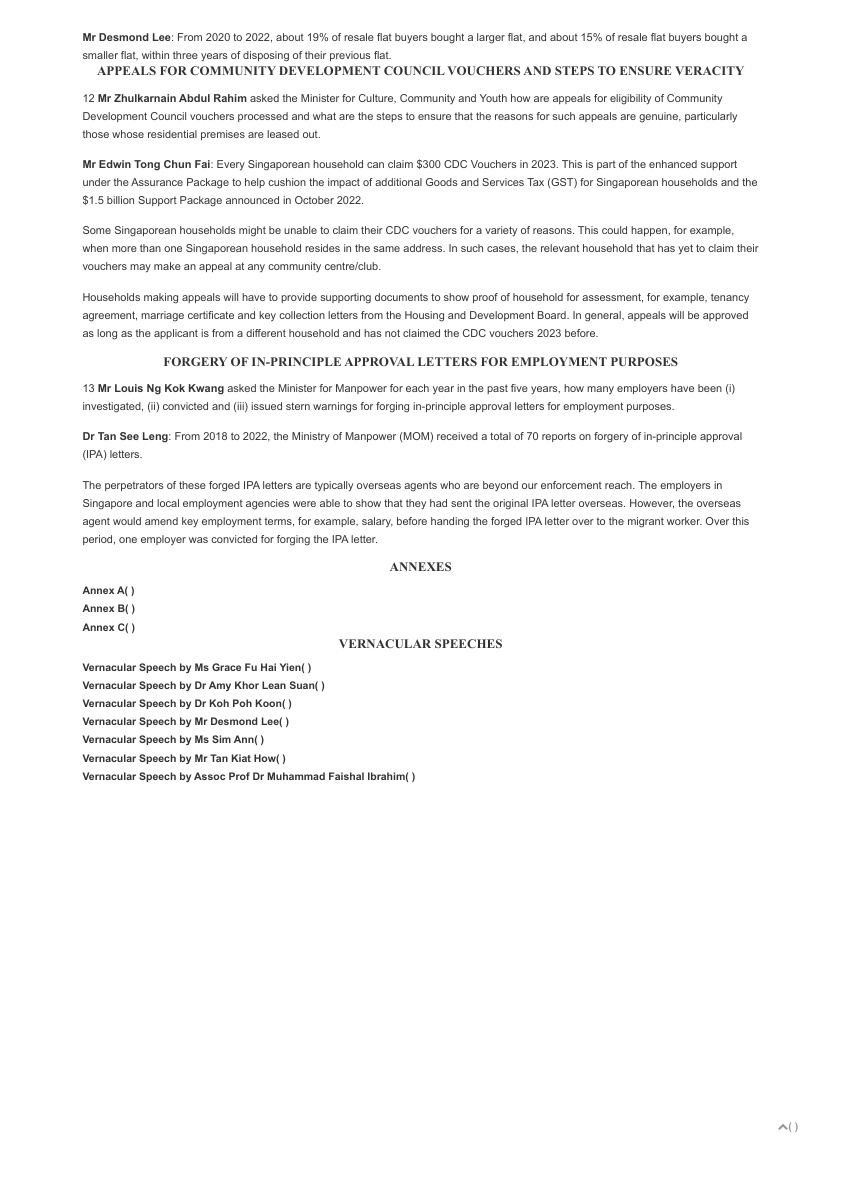 Mr Desmond Lee: From 2020 to 2022, about 19% of resale flat buyers bought a larger flat, and about 15% of resale flat buyers bought a
smaller flat, within three years of disposing of their previous flat.
APPEALS FOR COMMUNITY DEVELOPMENT COUNCIL VOUCHERS AND STEPS TO ENSURE VERACITY
12 Mr Zhulkarnain Abdul Rahim asked the Minister for Culture, Community and Youth how are appeals for eligibility of Community
Development Council vouchers processed and what are the steps to ensure that the reasons for such appeals are genuine, particularly
those whose residential premises are leased out.
Mr Edwin Tong Chun Fai: Every Singaporean household can claim $300 CDC Vouchers in 2023. This is part of the enhanced support
under the Assurance Package to help cushion the impact of additional Goods and Services Tax (GST) for Singaporean households and the
$1.5 billion Support Package announced in October 2022.
Some Singaporean households might be unable to claim their CDC vouchers for a variety of reasons. This could happen, for example,
when more than one Singaporean household resides in the same address. In such cases, the relevant household that has yet to claim their
vouchers may make an appeal at any community centre/club.
Households making appeals will have to provide supporting documents to show proof of household for assessment, for example, tenancy
agreement, marriage certificate and key collection letters from the Housing and Development Board. In general, appeals will be approved
as long as the applicant is from a different household and has not claimed the CDC vouchers 2023 before.
FORGERY OF IN-PRINCIPLE APPROVAL LETTERS FOR EMPLOYMENT PURPOSES
13 Mr Louis Ng Kok Kwang asked the Minister for Manpower for each year in the past five years, how many employers have been (i)
investigated, (ii) convicted and (iii) issued stern warnings for forging in-principle approval letters for employment purposes.
Dr Tan See Leng: From 2018 to 2022, the Ministry of Manpower (MOM) received a total of 70 reports on forgery of in-principle approval
(IPA) letters.
The perpetrators of these forged IPA letters are typically overseas agents who are beyond our enforcement reach. The employers in
Singapore and local employment agencies were able to show that they had sent the original IPA letter overseas. However, the overseas
agent would amend key employment terms, for example, salary, before handing the forged IPA letter over to the migrant worker. Over this
period, one employer was convicted for forging the IPA letter.
ANNEXES
Annex A( )
Annex B( )
Annex C( )
VERNACULAR SPEECHES
Vernacular Speech by Ms Grace Fu Hai Yien( )
Vernacular Speech by Dr Amy Khor Lean Suan( )
Vernacular Speech by Dr Koh Poh Koon( )
Vernacular Speech by Mr Desmond Lee( )
Vernacular Speech by Ms Sim Ann( )
Vernacular Speech by Mr Tan Kiat How( )
Vernacular Speech by Assoc Prof Dr Muhammad Faishal Ibrahim( )
( )